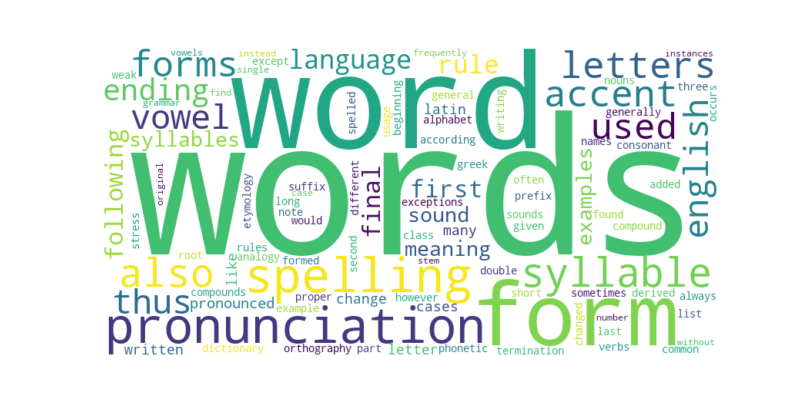 vowels instead frequently instances
forms weak except single language rule letters
ending find grammar word general nouns three
vowel spelled usage beginning latin alphabet writing accent generally occurs
syllables according used names consonant
following words english
original etymology suffix case different final greek first often prefix examples added
stress long note would exceptions sound sounds given found compound
rules class many meaning
like root analogy second formed stem double
also spelling syllable
thus compounds pronounced proper change however cases short sometimes derived always
example form changed number list
pronunciation last without
written dictionary orthography part letter phonetic termination verbs common